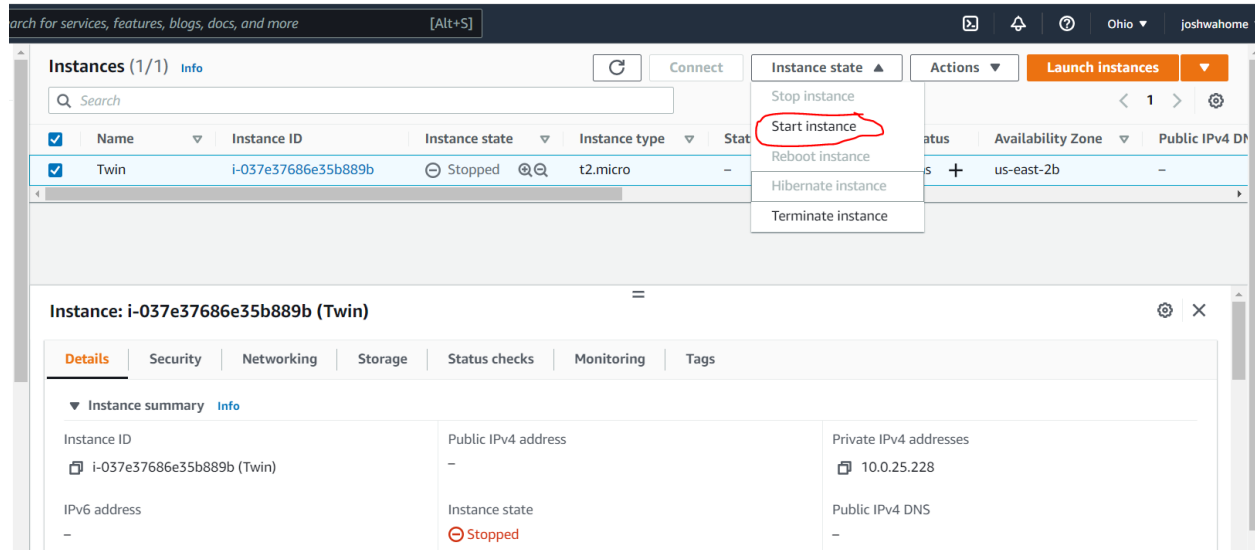 arch for services, features, blogs, docs, and more [Alt+S] Ohio joshwahome
Instances (1/1) Info Connect Instance state Actions Launch instances
Search Stop instance 1
Start instance
Name Instance ID Instance state Instance type Stat atus Availability Zone Public IPv4 DN
Reboot instance
Twin i-037e37686e35b889b Stopped t2.micro – us-east-2b –
Hibernate instance
Terminate instance
Instance: i-037e37686e35b889b (Twin)
Details Security Networking Storage Status checks Monitoring Tags
Instance summary Info
Instance ID Public IPv4 address Private IPv4 addresses
i-037e37686e35b889b (Twin) – 10.0.25.228
IPv6 address Instance state Public IPv4 DNS
– Stopped –